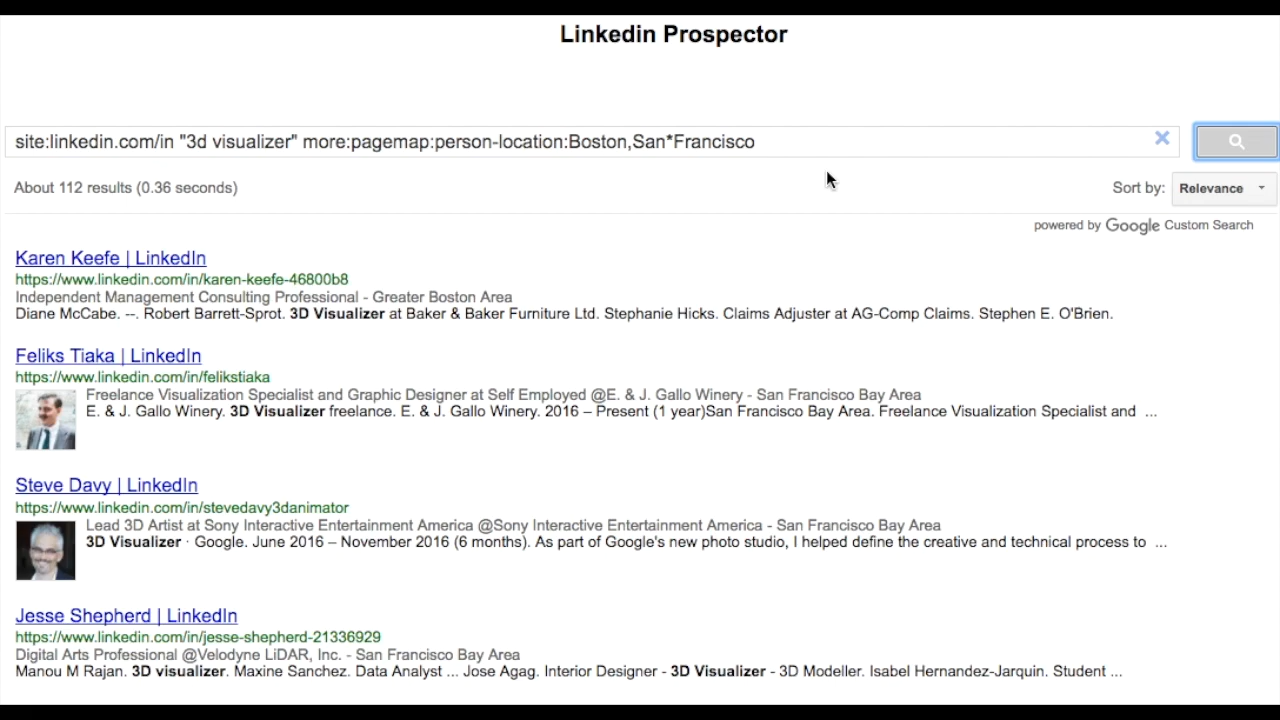 Linkedin Prospector
site:linkedin.com/in "3d visualizer" more:pagemap:person-location:Boston,San*Francisco
About 112 results (0.36 seconds)
Sort by: Relevance
powered by Google Custom Search
Karen Keefe | LinkedIn
https://www.linkedin.com/in/karen-keefe-46800b8
Independent Management Consulting Professional - Greater Boston Area
Diane McCabe. --. Robert Barrett-Sprot. 3D Visualizer at Baker & Baker Furniture Ltd. Stephanie Hicks. Claims Adjuster at AG-Comp Claims. Stephen E. O'Brien.
Feliks Tiaka | LinkedIn
https://www.linkedin.com/in/felikstiaka
Freelance Visualization Specialist and Graphic Designer at Self Employed @E. & J. Gallo Winery - San Francisco Bay Area
E. & J. Gallo Winery. 3D Visualizer freelance. E. & J. Gallo Winery. 2016 – Present (1 year)San Francisco Bay Area. Freelance Visualization Specialist and ...
Steve Davy | LinkedIn
https://www.linkedin.com/in/stevedavy3danimator
Lead 3D Artist at Sony Interactive Entertainment America @Sony Interactive Entertainment America - San Francisco Bay Area
3D Visualizer · Google. June 2016 – November 2016 (6 months). As part of Google's new photo studio, I helped define the creative and technical process to ...
Jesse Shepherd | LinkedIn
https://www.linkedin.com/in/jesse-shepherd-21336929
Digital Arts Professional @Velodyne LiDAR, Inc. - San Francisco Bay Area
Manou M Rajan. 3D visualizer. Maxine Sanchez. Data Analyst ... Jose Agag. Interior Designer - 3D Visualizer - 3D Modeller. Isabel Hernandez-Jarquin. Student ...